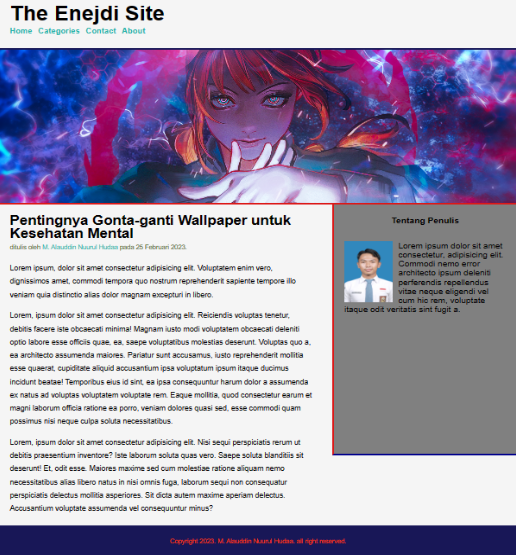 The Enejdi Site
Home Categories Contact About
Pentingnya Gonta-ganti Wallpaper untuk
Kesehatan Mental
ditulis oleh M. Alauddin Nuurul Hudaa pada 25 Februari 2023.
Lorem ipsum, dolor sit amet consectetur adipisicing elit. Voluptatem enim vero,
dignissimos amet, commodi tempora quo nostrum reprehenderit sapiente tempore illo
veniam quia distinctio alias dolor magnam excepturi in libero.
Lorem ipsum, dolor sit amet consectetur adipisicing elit. Reiciendis voluptas tenetur,
debitis facere iste obcaecati minima! Magnam iusto modi voluptatem obcaecati deleniti
optio labore esse officiis quae, ea, saepe voluptatibus molestias deserunt. Voluptas quo a,
ea architecto assumenda maiores. Pariatur sunt accusamus, iusto reprehenderit mollitia
esse quaerat, cupiditate aliquid accusantium ipsa voluptatum ipsum itaque ducimus
incidunt beatae! Temporibus eius id sint, ea ipsa consequuntur harum dolor a assumenda
ex natus ad voluptas voluptatem voluptate rem. Eaque mollitia, quod consectetur earum et
magni laborum officia ratione ea porro, veniam dolores quasi sed, esse commodi quam
possimus nisi neque culpa soluta necessitatibus.
Lorem, ipsum dolor sit amet consectetur adipisicing elit. Nisi sequi perspiciatis rerum ut
debitis praesentium inventore? Iste laborum soluta quas vero. Saepe soluta blanditiis sit
deserunt! Et, odit esse. Maiores maxime sed cum molestiae ratione aliquam nemo
necessitatibus alias libero natus in nisi omnis fuga, laborum sequi non consequatur
perspiciatis delectus mollitia asperiores. Sit dicta autem maxime aperiam delectus.
Accusantium voluptate assumenda vel consequuntur minus?
Tentang Penulis
Lorem ipsum dolor sit amet
consectetur, adipisicing elit.
Commodi nemo error
architecto ipsum deleniti
perferendis repellendus
vitae neque eligendi vel
cum hic rem, voluptate
itaque odit veritatis sint fugit a.
Copyright 2023. M. Alauddin Nuurul Hudaa. all right reserved.